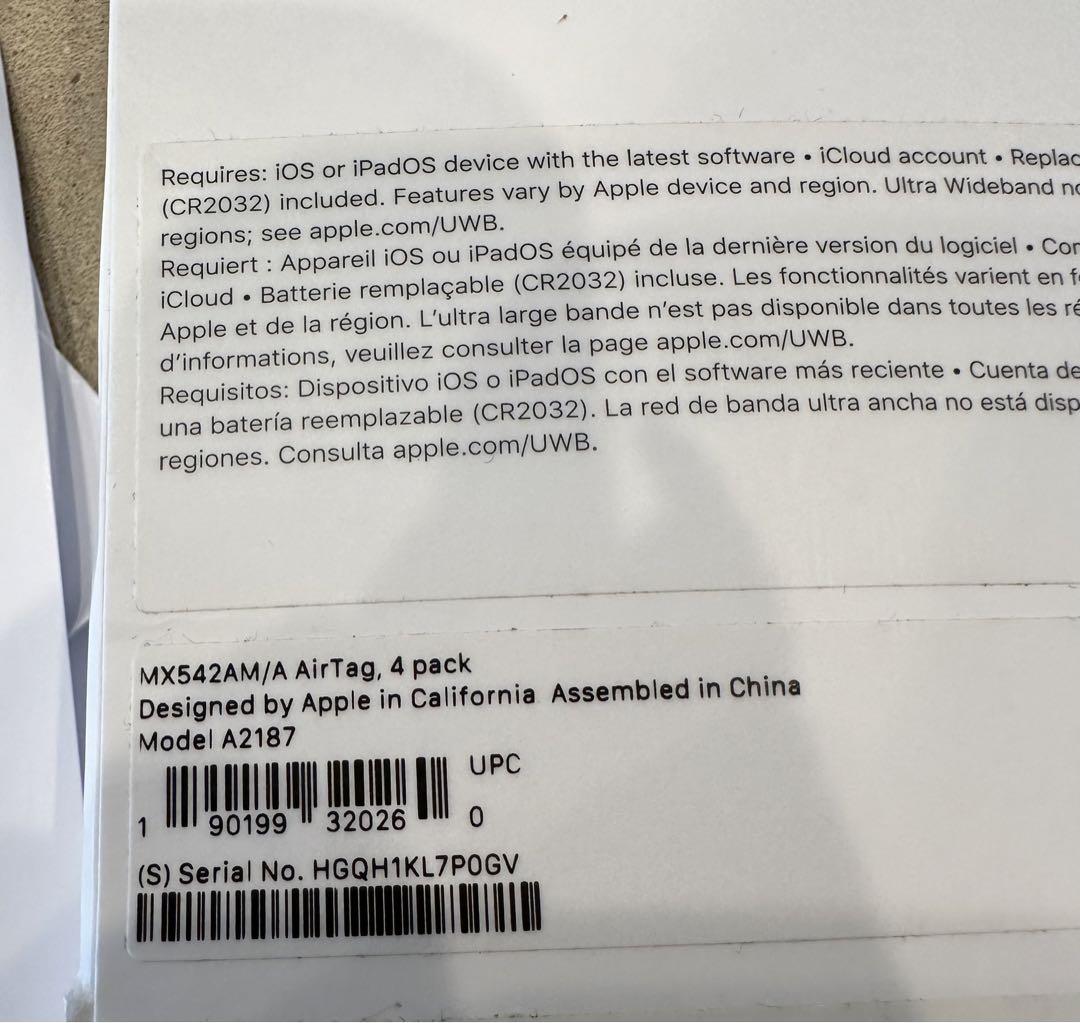 Requires: iOS or iPadOS device with the latest software • iCloud account • Replac
(CR2032) included. Features vary by Apple device and region. Ultra Wideband no
regions; see apple.com/UWB.
Requiert : Appareil iOS ou iPadOS équipé de la dernière version du logiciel • Con
iCloud • Batterie remplaçable (CR2032) incluse. Les fonctionnalités varient en f
Apple et de la région. L’ultra large bande n’est pas disponible dans toutes les ré
d’informations, veuillez consulter la page apple.com/UWB.
Requisitos: Dispositivo iOS o iPadOS con el software más reciente • Cuenta de
una batería reemplazable (CR2032). La red de banda ultra ancha no está disp
regiones. Consulta apple.com/UWB.
MX542AM/A AirTag, 4 pack
Designed by Apple in California Assembled in China
Model A2187
UPC
1 90199 32026 0
(S) Serial No. HGQH1KL7P0GV